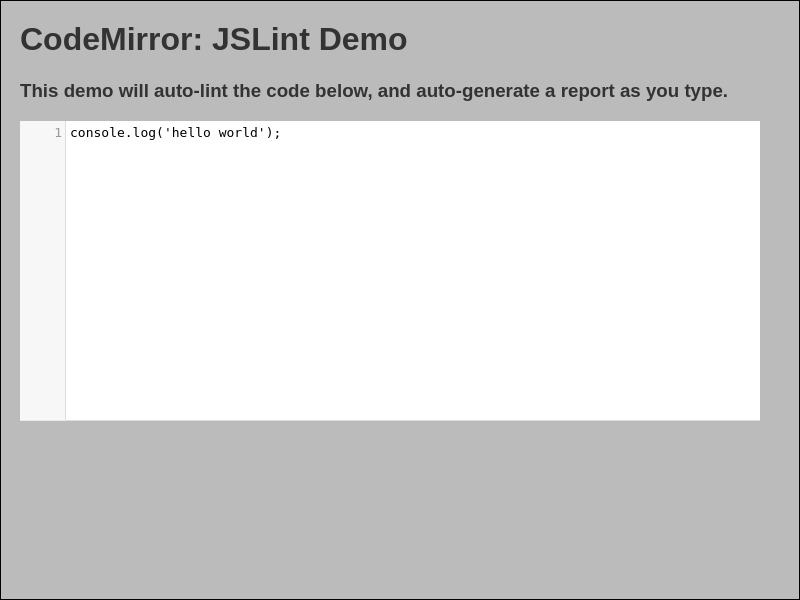 CodeMirror: JSLint Demo
This demo will auto-lint the code below, and auto-generate a report as you type.
1 console.log('hello world');